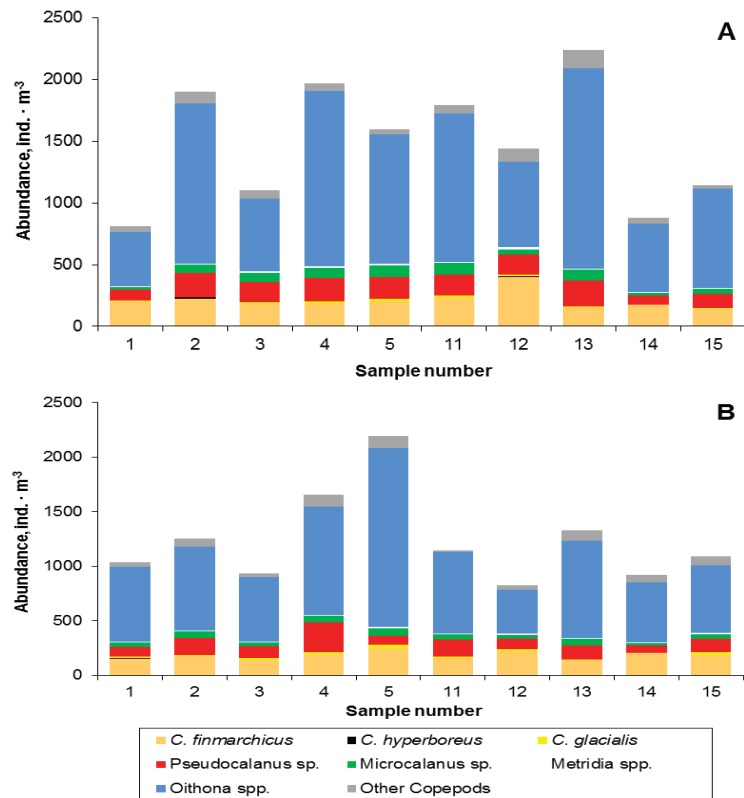 A
Abundance, ind. · m-3
2500
2000
1500
1000
500
0
1 2 3 4 5 11 12 13 14 15
Sample number
B
Abundance, ind. · m-3
2500
2000
1500
1000
500
0
1 2 3 4 5 11 12 13 14 15
Sample number
C. finmarchicus C. hyperboreus C. glacialis
Pseudocalanus sp. Microcalanus sp. Metridia spp.
Oithona spp. Other Copepods